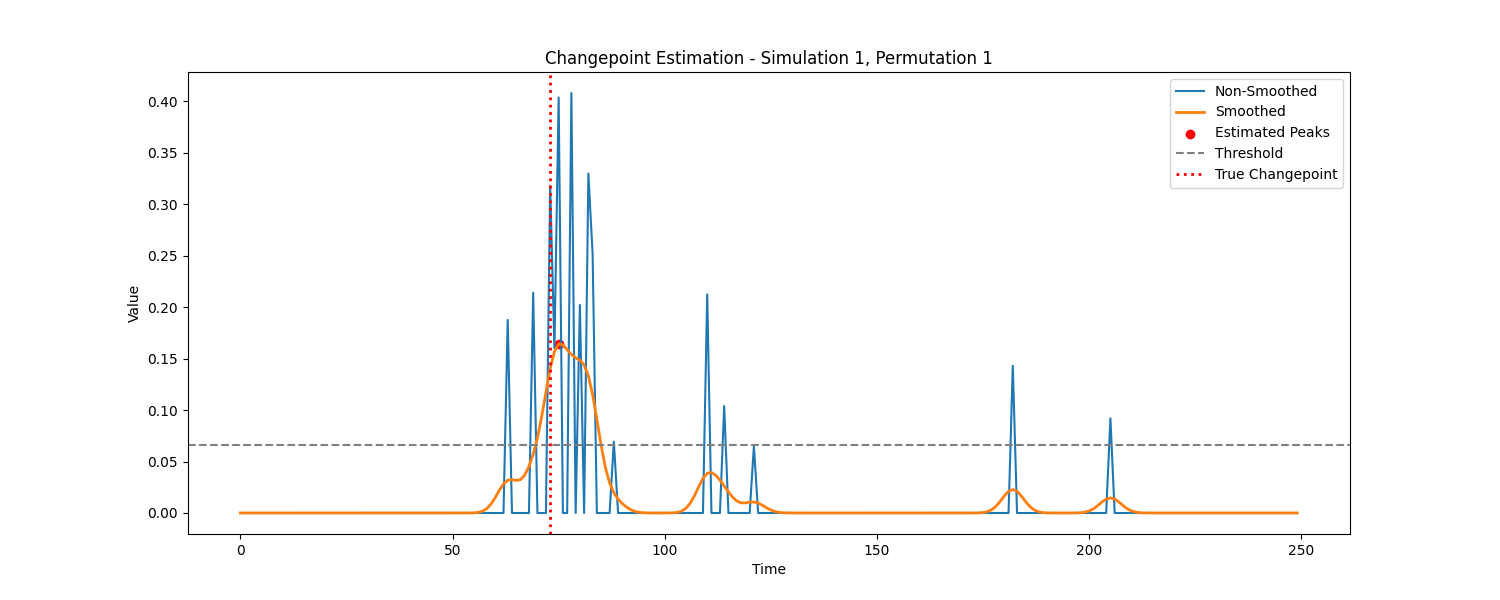 Changepoint Estimation - Simulation 1, Permutation 1
Non-Smoothed
Smoothed
Estimated Peaks
Threshold
True Changepoint
Value
0.40
0.35
0.30
0.25
0.20
0.15
0.10
0.05
0.00
0
50
100
150
200
250
Time